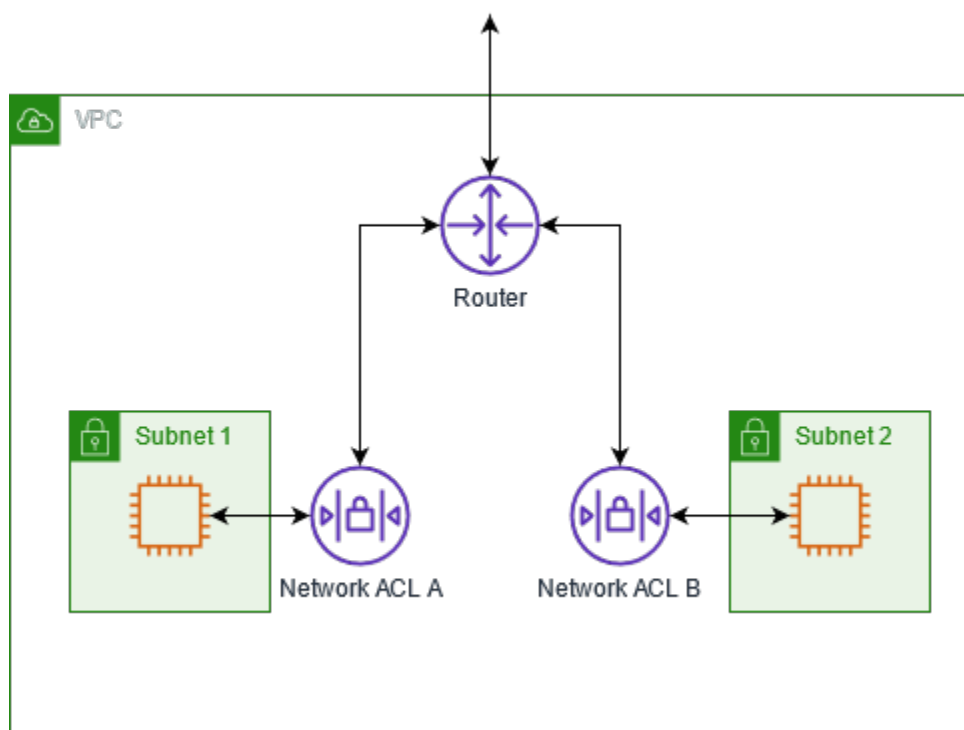 VPC
Router
Subnet 1
Subnet 2
Network ACL A
Network ACL B